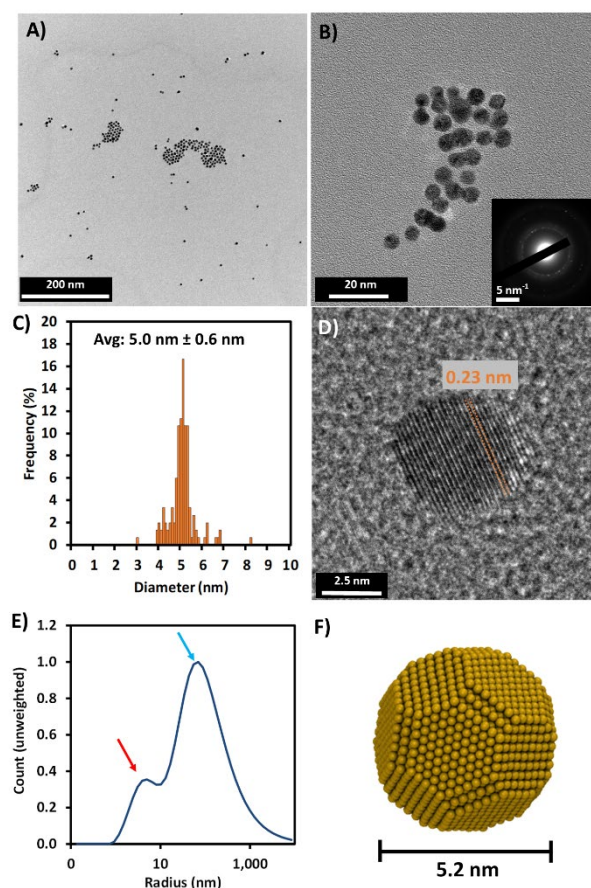 A)
200 nm
B)
20 nm
5 nm-1
C)
Avg: 5.0 nm ± 0.6 nm
Frequency (%)
20
18
16
14
12
10
8
6
4
2
0
0 1 2 3 4 5 6 7 8 9 10
Diameter (nm)
D)
0.23 nm
2.5 nm
E)
Count (unweighted)
1.2
1.0
0.8
0.6
0.4
0.2
0.0
0 10 1,000
Radius (nm)
F)
5.2 nm